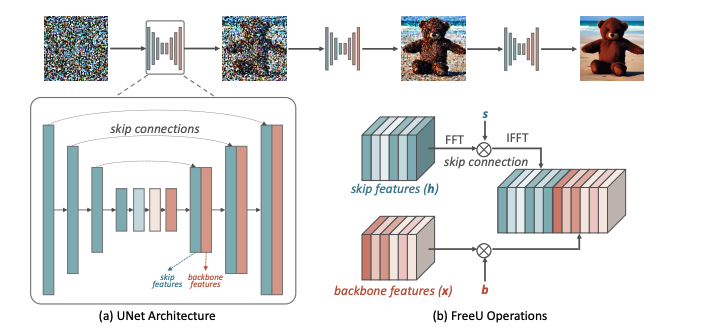 skip connections
skip
features
backbone
features
(a) UNet Architecture
s
FFT
IFFT
skip connection
skip features (h)
backbone features (x)
b
(b) FreeU Operations